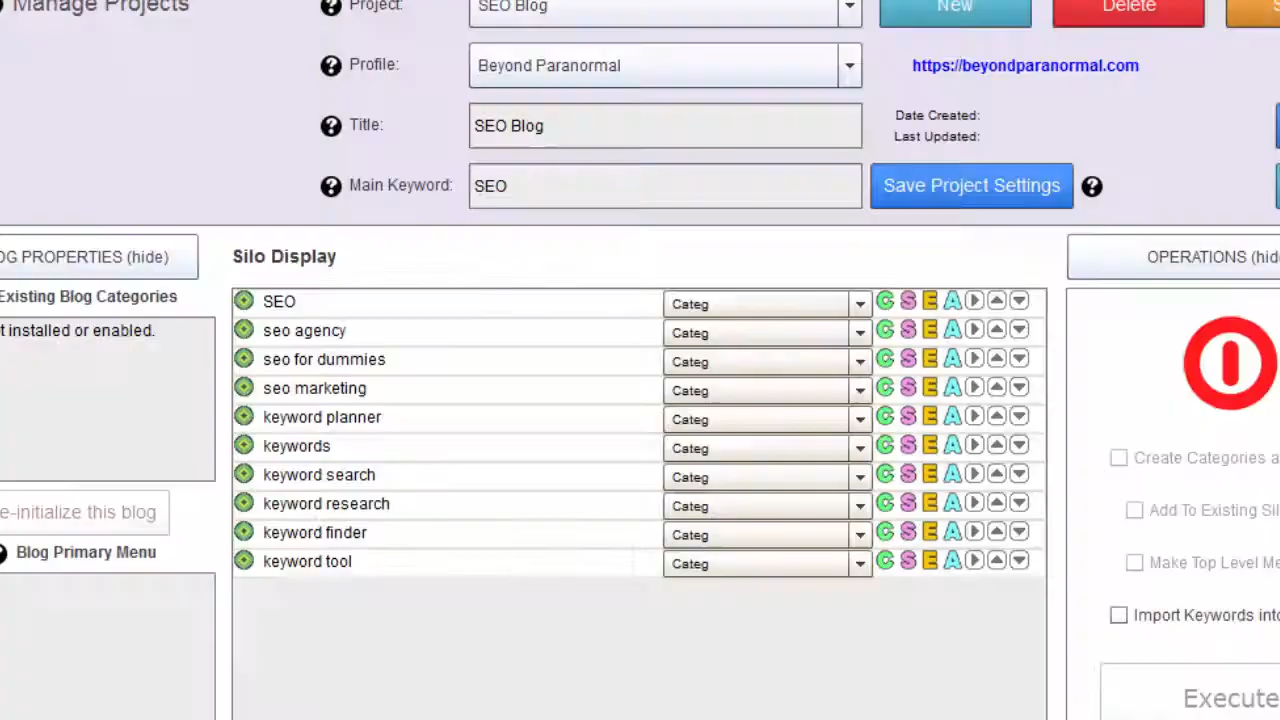 Manage Projects
Project:
SEO Blog
New
Delete
Profile:
Beyond Paranormal
https://beyondparanormal.com
Title:
SEO Blog
Date Created:
Last Updated:
Main Keyword:
SEO
Save Project Settings
OG PROPERTIES (hide)
Silo Display
OPERATIONS (hid
Existing Blog Categories
t installed or enabled.
SEO Categ C S E A
seo agency Categ C S E A
seo for dummies Categ C S E A
seo marketing Categ C S E A
keyword planner Categ C S E A
keywords Categ C S E A
keyword search Categ C S E A
keyword research Categ C S E A
keyword finder Categ C S E A
keyword tool Categ C S E A
e-initialize this blog
Blog Primary Menu
Create Categories a
Add To Existing Sil
Make Top Level Me
Import Keywords into
Execute